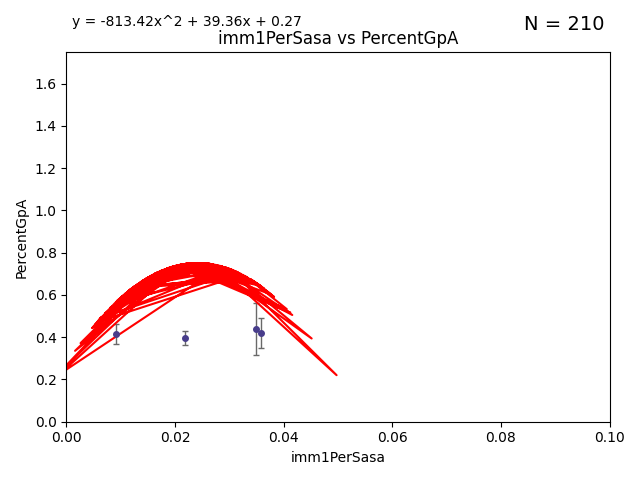 y = -813.42x^2 + 39.36x + 0.27
N = 210
imm1PerSasa vs PercentGpA
PercentGpA
1.6
1.4
1.2
1.0
0.8
0.6
0.4
0.2
0.0
0.00 0.02 0.04 0.06 0.08 0.10
imm1PerSasa